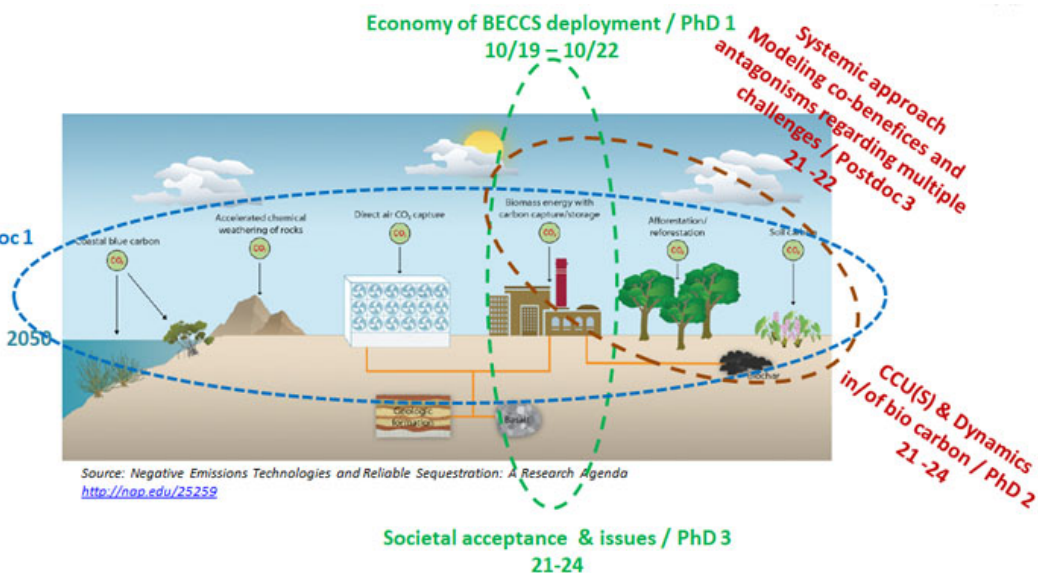 Economy of BECCS deployment / PhD 1
10/19 – 10/22
Systemic approach
Modeling co-benefices and
antagonisms regarding multiple
challenges / Postdoc 3
21 -22
oc 1
2050
Coastal blue carbon
CO₂
Accelerated chemical
weathering of rocks
CO₂
Direct air CO₂ capture
CO₂
Biomass energy with
carbon capture/storage
CO₂
Afforestation/
reforestation
CO₂
Soil carbon
CO₂
Geologic
formation
Basalt
Biochar
CCU(S) & Dynamics
in/of bio carbon / PhD 2
21 -24
Source: Negative Emissions Technologies and Reliable Sequestration: A Research Agenda
http://nap.edu/25259
Societal acceptance & issues / PhD 3
21-24